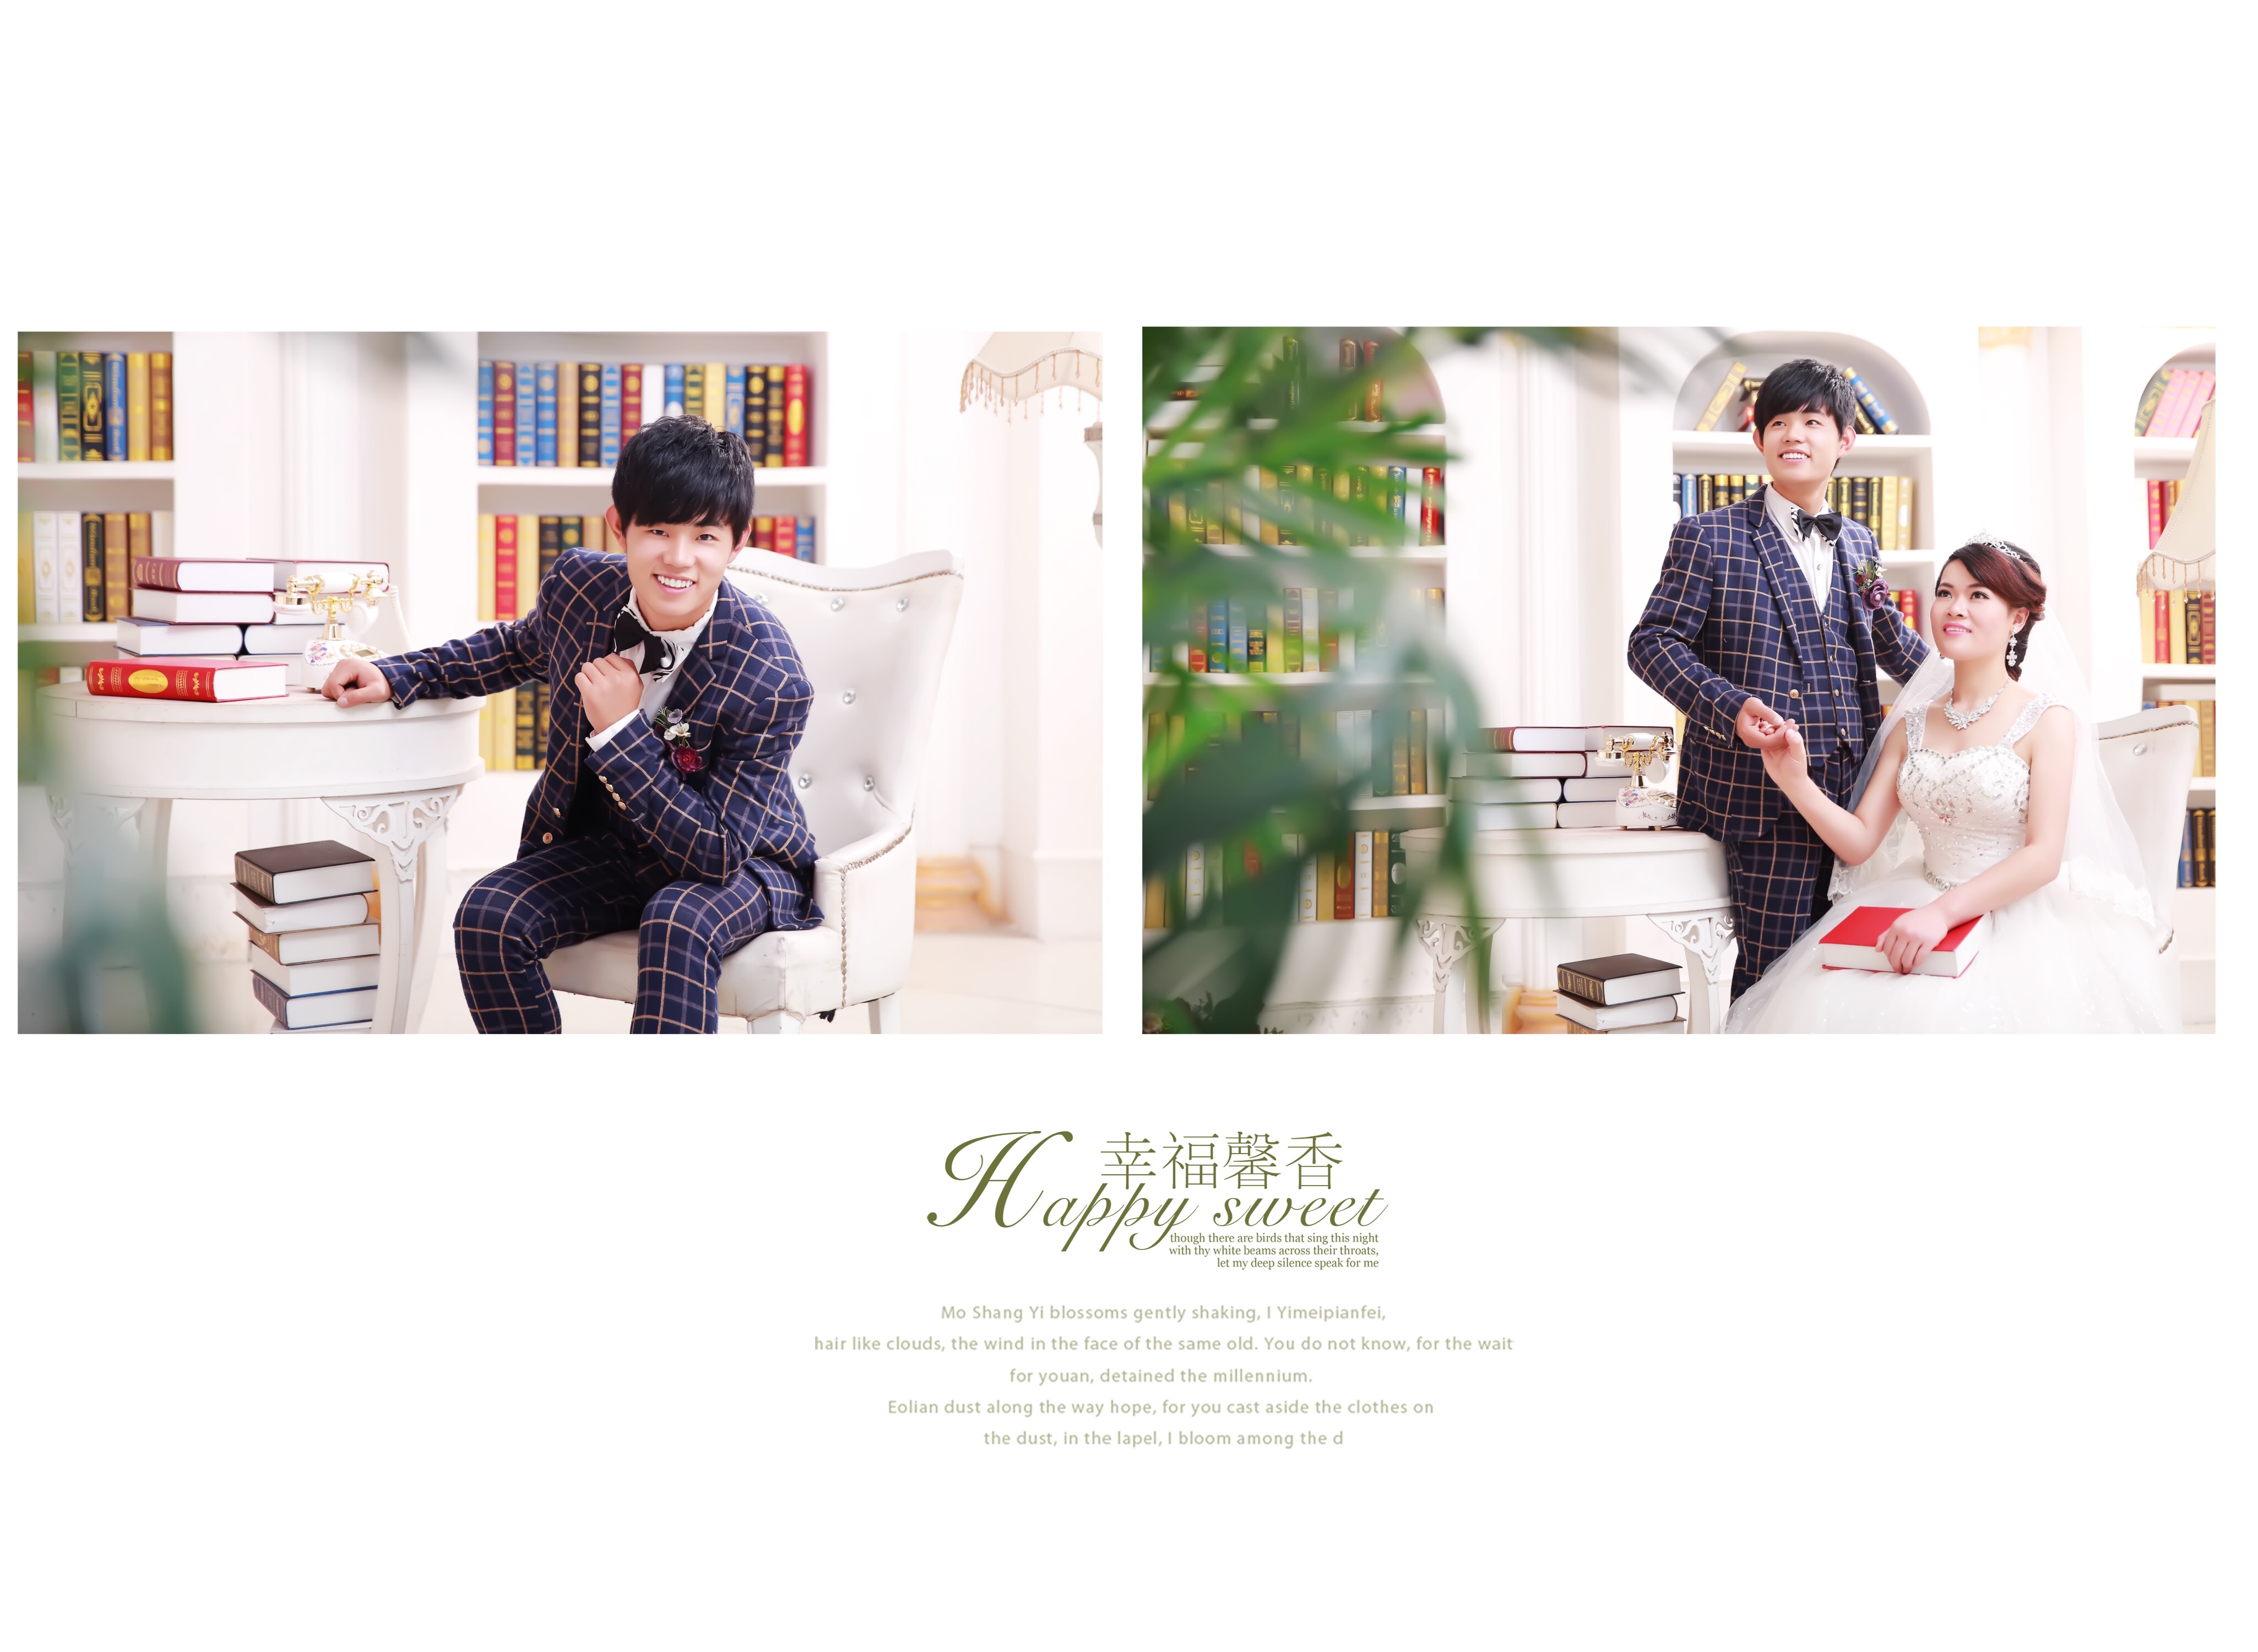 幸福馨香
Happy sweet
though there are birds that sing this night
with thy white beams across their throats,
let my deep silence speak for me
Mo Shang Yi blossoms gently shaking, I Yimeipianfei,
hair like clouds, the wind in the face of the same old. You do not know, for the wait
for youan, detained the millennium.
Eolian dust along the way hope, for you cast aside the clothes on
the dust, in the lapel, I bloom among the d